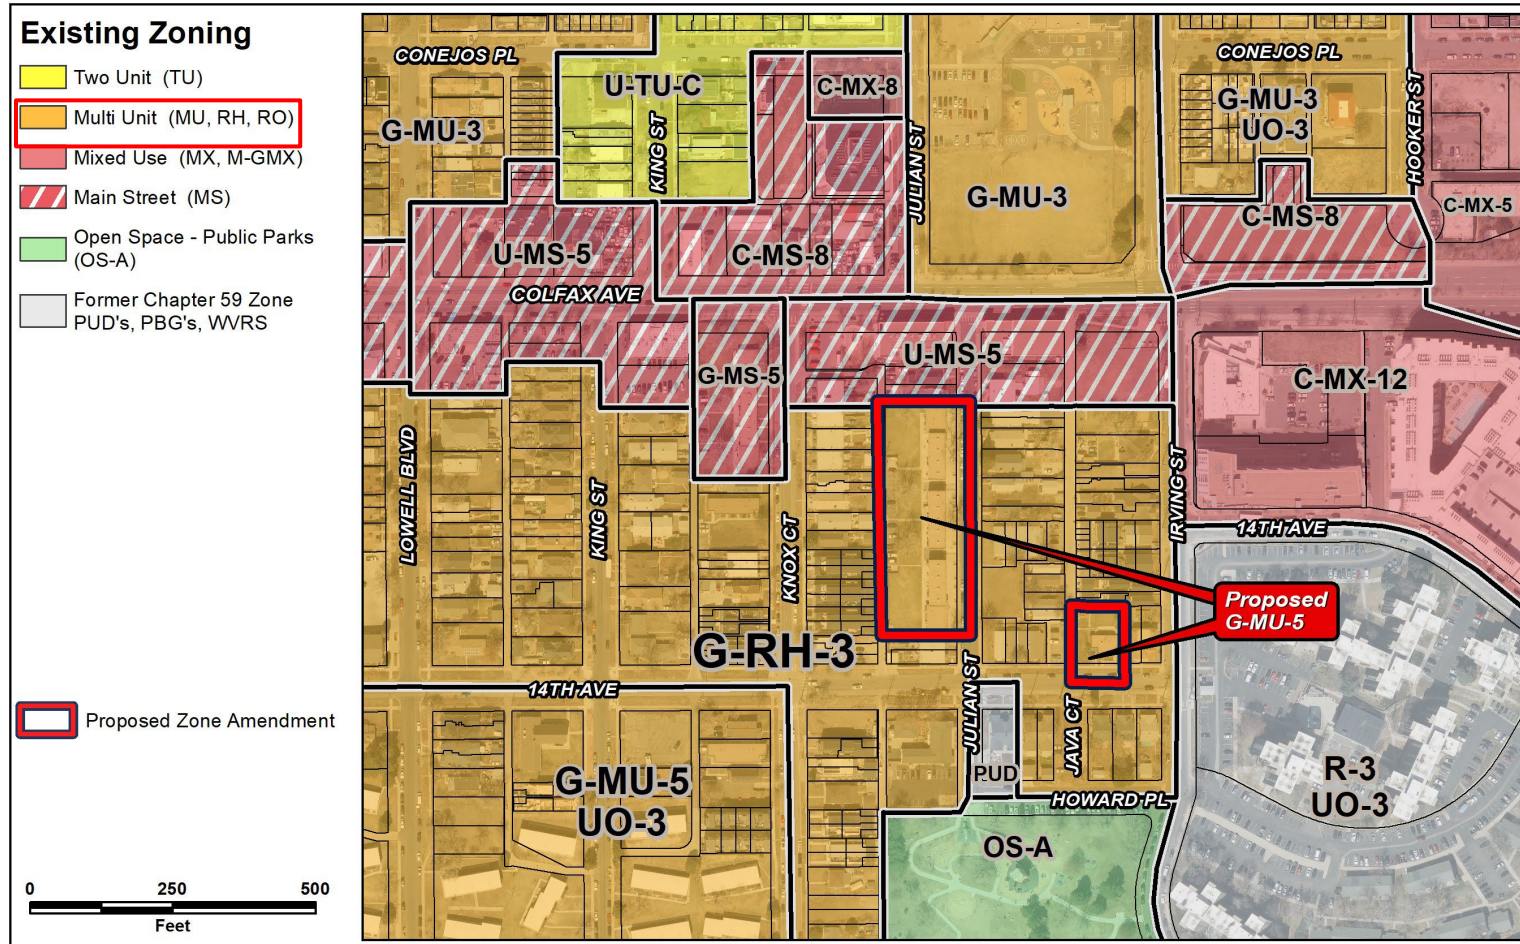 Existing Zoning
Two Unit (TU)
Multi Unit (MU, RH, RO)
Mixed Use (MX, M-GMX)
Main Street (MS)
Open Space - Public Parks
(OS-A)
Former Chapter 59 Zone
PUD's, PBG's, WVRS
Proposed Zone Amendment
0 250 500
Feet
CONEJOS PL
U-TU-C
C-MX-8
CONEJOS PL
G-MU-3
KING ST
JULIAN ST
G-MU-3
G-MU-3
UO-3
HOOKER ST
C-MX-5
U-MS-5
C-MS-8
C-MS-8
COLFAX AVE
G-MS-5
U-MS-5
C-MX-12
LOWELL BLVD
KING ST
KNOX CT
IRVING ST
14TH AVE
Proposed
G-MU-5
G-RH-3
14TH AVE
JULIAN ST
JAVA CT
PUD
HOWARD PL
G-MU-5
UO-3
OS-A
R-3
UO-3